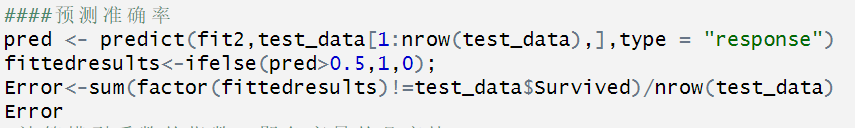 ####预测准确率
pred <- predict(fit2,test_data[1:nrow(test_data),],type = "response")
fittedresults<-ifelse(pred>0.5,1,0);
Error<-sum(factor(fittedresults)!=test_data$Survived)/nrow(test_data)
Error